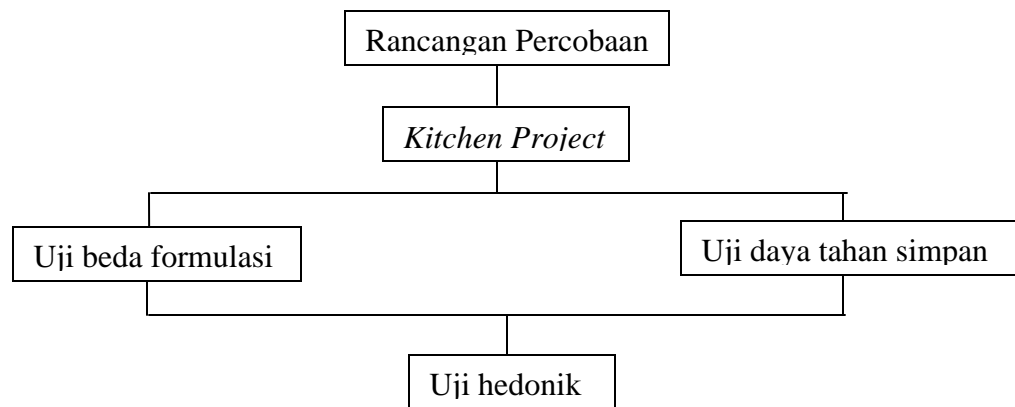 Rancangan Percobaan
Kitchen Project
Uji beda formulasi
Uji daya tahan simpan
Uji hedonik